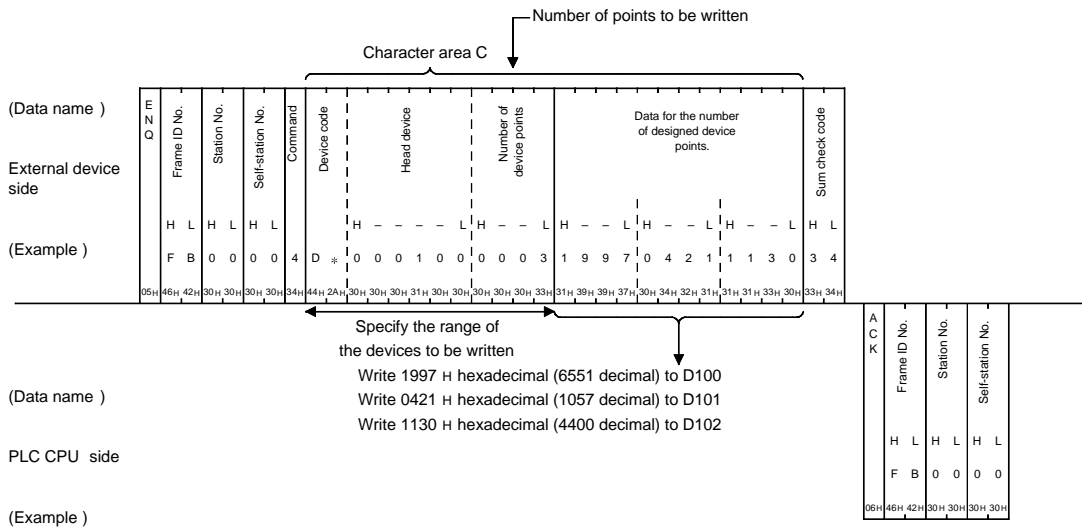 Number of points to be written
Character area C
(Data name )
E N Q
Frame ID No.
Station No.
Self-station No.
Command
Device code
Head device
Number of
device points
Data for the number
of designed device
points.
Sum check code
External device
side
H L H L H L H – – – – L H – – L H – – L H – – L H – – L H L
(Example )
F B 0 0 0 0 4 D * 0 0 0 1 0 0 0 0 0 3 1 9 9 7 0 4 2 1 1 1 3 0 3 4
05H 46H 42H 30H 30H 30H 30H 34H 44H 2AH 30H 30H 30H 31H 30H 30H 30H 30H 30H 33H 31H 39H 39H 37H 30H 34H 32H 31H 31H 31H 33H 30H 33H 34H
Specify the range of
the devices to be written
Write 1997 H hexadecimal (6551 decimal) to D100
Write 0421 H hexadecimal (1057 decimal) to D101
Write 1130 H hexadecimal (4400 decimal) to D102
(Data name )
A C K
Frame ID No.
Station No.
Self-station No.
PLC CPU side
H L H L H L
F B 0 0 0 0
(Example )
06H 46H 42H 30H 30H 30H 30H